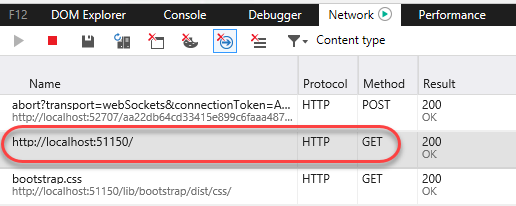 F12 DOM Explorer Console Debugger Network Performance
Content type
Name Protocol Method Result
abort?transport=webSockets&connectionToken=A... HTTP POST 200
http://localhost:52707/aa22db64cd33415e899c6faaa487... OK
http://localhost:51150/ HTTP GET 200
OK
bootstrap.css HTTP GET 200
http://localhost:51150/lib/bootstrap/dist/css/ OK